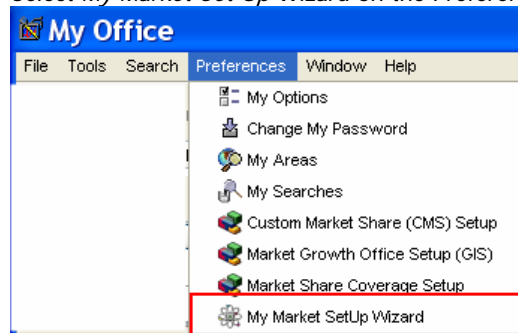 Select My Market Set Up Wizard on the Preferen
My Office
File Tools Search Preferences Window Help
My Options
Change My Password
My Areas
My Searches
Custom Market Share (CMS) Setup
Market Growth Office Setup (GIS)
Market Share Coverage Setup
My Market SetUp Wizard